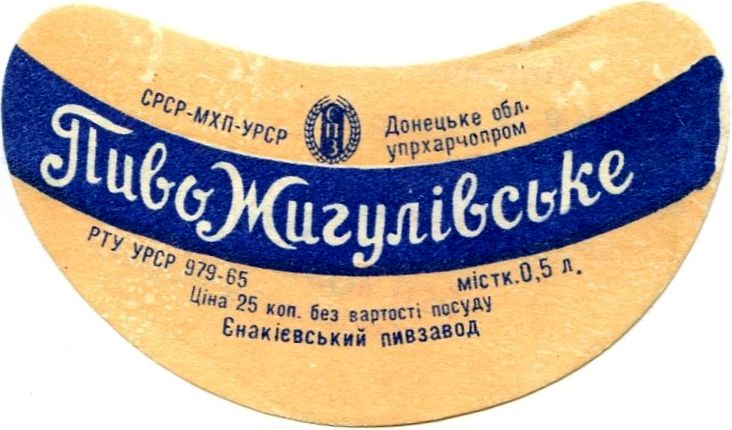 СРСР-МХП-УРСР
Донецьке обл.
упрхарчопром
Пиво Жигулівське
РТУ УРСР 979-65
містк. 0,5 л.
Ціна 25 коп. без вартості посуду
Єнакієвський пивзавод